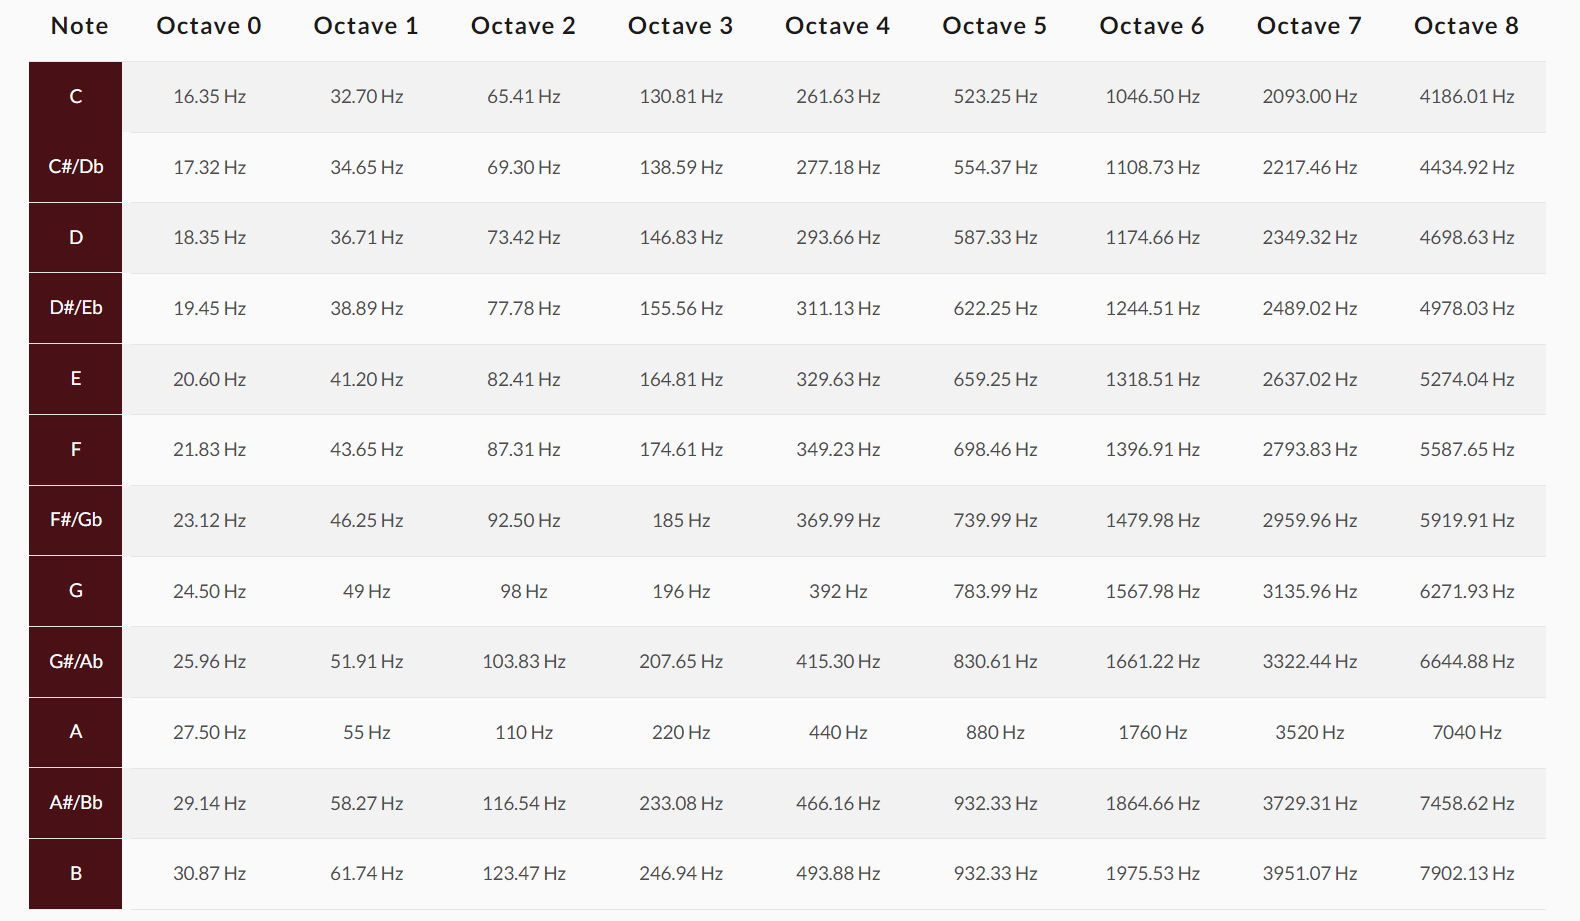 Note Octave 0 Octave 1 Octave 2 Octave 3 Octave 4 Octave 5 Octave 6 Octave 7 Octave 8
C 16.35 Hz 32.70 Hz 65.41 Hz 130.81 Hz 261.63 Hz 523.25 Hz 1046.50 Hz 2093.00 Hz 4186.01 Hz
C#/Db 17.32 Hz 34.65 Hz 69.30 Hz 138.59 Hz 277.18 Hz 554.37 Hz 1108.73 Hz 2217.46 Hz 4434.92 Hz
D 18.35 Hz 36.71 Hz 73.42 Hz 146.83 Hz 293.66 Hz 587.33 Hz 1174.66 Hz 2349.32 Hz 4698.63 Hz
D#/Eb 19.45 Hz 38.89 Hz 77.78 Hz 155.56 Hz 311.13 Hz 622.25 Hz 1244.51 Hz 2489.02 Hz 4978.03 Hz
E 20.60 Hz 41.20 Hz 82.41 Hz 164.81 Hz 329.63 Hz 659.25 Hz 1318.51 Hz 2637.02 Hz 5274.04 Hz
F 21.83 Hz 43.65 Hz 87.31 Hz 174.61 Hz 349.23 Hz 698.46 Hz 1396.91 Hz 2793.83 Hz 5587.65 Hz
F#/Gb 23.12 Hz 46.25 Hz 92.50 Hz 185 Hz 369.99 Hz 739.99 Hz 1479.98 Hz 2959.96 Hz 5919.91 Hz
G 24.50 Hz 49 Hz 98 Hz 196 Hz 392 Hz 783.99 Hz 1567.98 Hz 3135.96 Hz 6271.93 Hz
G#/Ab 25.96 Hz 51.91 Hz 103.83 Hz 207.65 Hz 415.30 Hz 830.61 Hz 1661.22 Hz 3322.44 Hz 6644.88 Hz
A 27.50 Hz 55 Hz 110 Hz 220 Hz 440 Hz 880 Hz 1760 Hz 3520 Hz 7040 Hz
A#/Bb 29.14 Hz 58.27 Hz 116.54 Hz 233.08 Hz 466.16 Hz 932.33 Hz 1864.66 Hz 3729.31 Hz 7458.62 Hz
B 30.87 Hz 61.74 Hz 123.47 Hz 246.94 Hz 493.88 Hz 932.33 Hz 1975.53 Hz 3951.07 Hz 7902.13 Hz